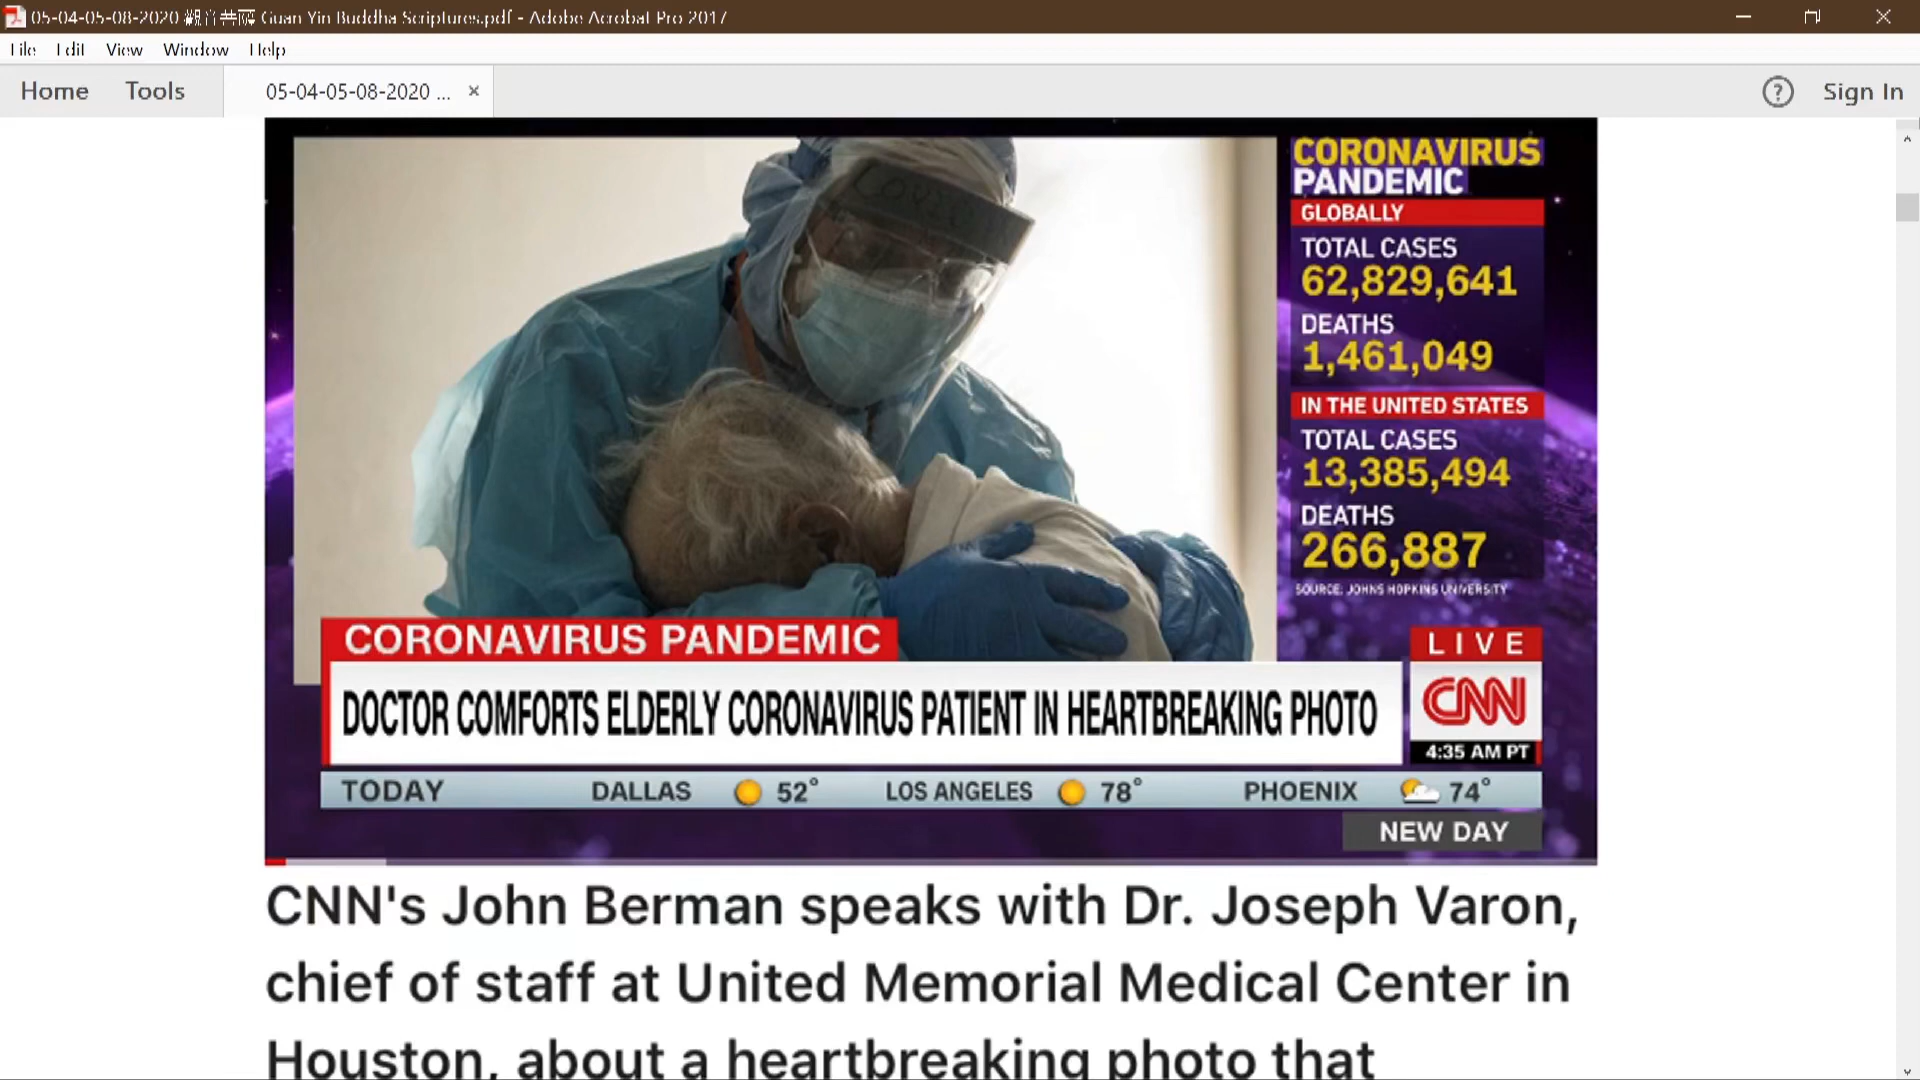 05-04-05-08-2020 觀音菩薩 Guan Yin Buddha Scriptures.pdf - Adobe Acrobat Pro 2017
File Edit View Window Help
Home Tools 05-04-05-08-2020 ... × ? Sign In
COVID
CORONAVIRUS
PANDEMIC
GLOBALLY
TOTAL CASES
62,829,641
DEATHS
1,461,049
IN THE UNITED STATES
TOTAL CASES
13,385,494
DEATHS
266,887
SOURCE: JOHNS HOPKINS UNIVERSITY
CORONAVIRUS PANDEMIC
DOCTOR COMFORTS ELDERLY CORONAVIRUS PATIENT IN HEARTBREAKING PHOTO
LIVE
CNN
4:35 AM PT
TODAY DALLAS 52° LOS ANGELES 78° PHOENIX 74°
NEW DAY
CNN's John Berman speaks with Dr. Joseph Varon,
chief of staff at United Memorial Medical Center in
Houston, about a heartbreaking photo that